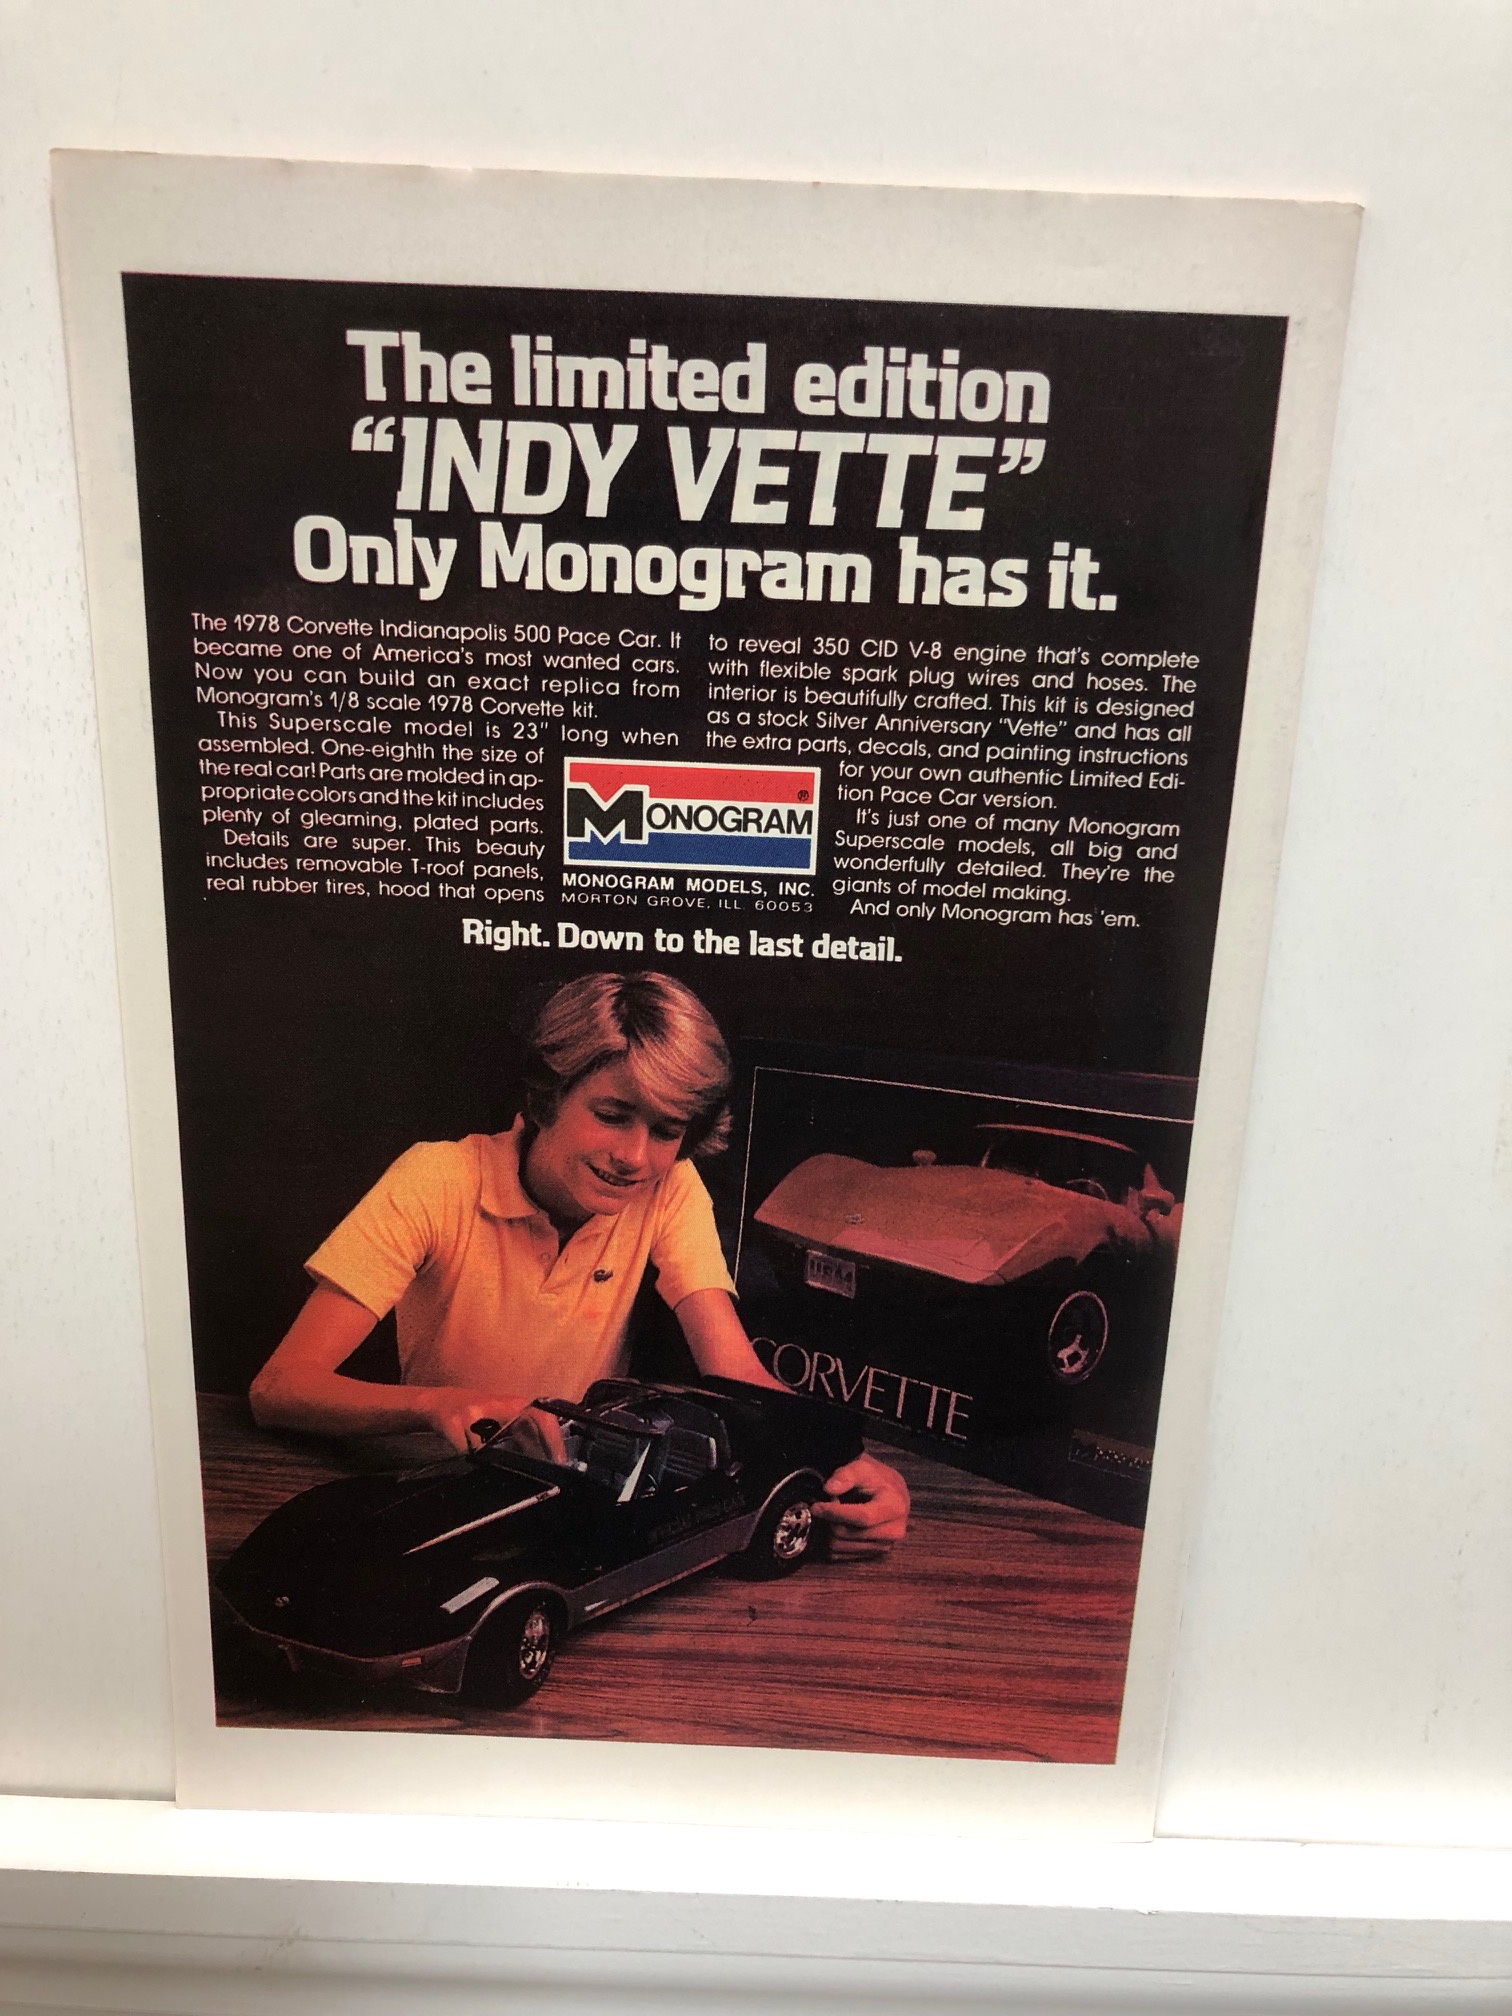 The limited edition
“INDY VETTE”
Only Monogram has it.
The 1978 Corvette Indianapolis 500 Pace Car. It
became one of America's most wanted cars.
Now you can build an exact replica from
Monogram's 1/8 scale 1978 Corvette kit.
This Superscale model is 23" long when
assembled. One-eighth the size of
the real car! Parts are molded in ap-
propriate colors and the kit includes
plenty of gleaming, plated parts.
Details are super. This beauty
includes removable T-roof panels,
real rubber tires, hood that opens
to reveal 350 CID V-8 engine that's complete
with flexible spark plug wires and hoses. The
interior is beautifully crafted. This kit is designed
as a stock Silver Anniversary "Vette" and has all
the extra parts, decals, and painting instructions
for your own authentic Limited Edi-
tion Pace Car version.
It's just one of many Monogram
Superscale models, all big and
wonderfully detailed. They're the
giants of model making.
And only Monogram has 'em.
MONOGRAM®
MONOGRAM MODELS, INC.
MORTON GROVE, ILL. 60053
Right. Down to the last detail.
CORVETTE